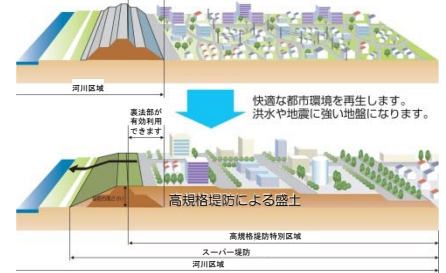 河川区域
裏法部が
有効利用
できます
快適な都市環境を再生します。
洪水や地震に強い地盤になります。
高規格堤防による盛土
高規格堤防特別区域
スーパー堤防
河川区域